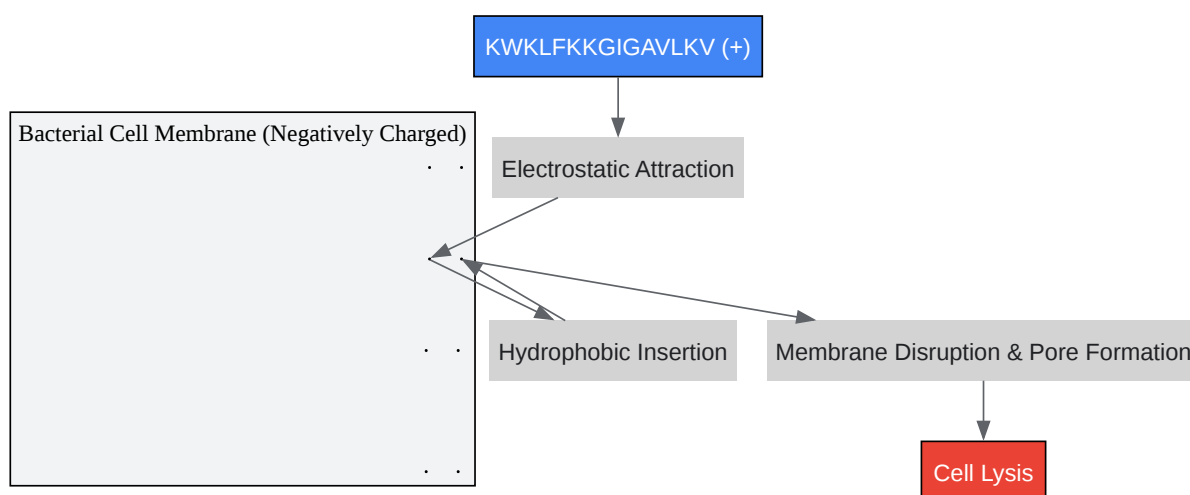 KWKLFKKGIGAVLKV (+)
Bacterial Cell Membrane (Negatively Charged)
Electrostatic Attraction
Hydrophobic Insertion
Membrane Disruption & Pore Formation
Cell Lysis